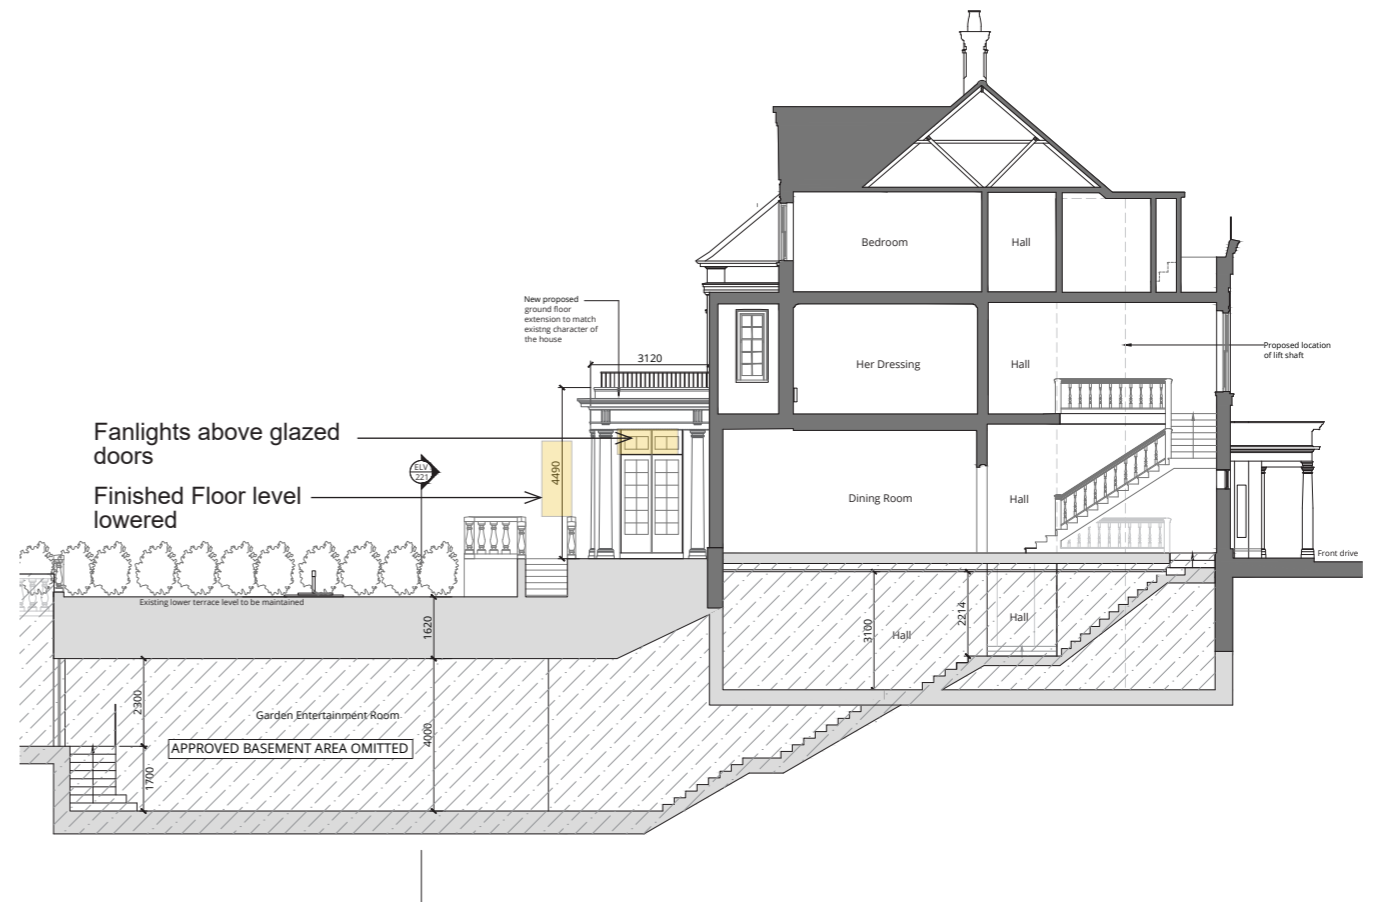 Bedroom
Hall
New proposed
ground floor
extension to match
existng character of
the house
3120
Proposed location
of lift shaft
Her Dressing
Hall
Fanlights above glazed
doors
ELV
221
4490
Finished Floor level
lowered
Dining Room
Hall
Front drive
Existing lower terrace level to be maintained
1620
3100
Hall
2214
Hall
2300
Garden Entertainment Room
4000
APPROVED BASEMENT AREA OMITTED
1700